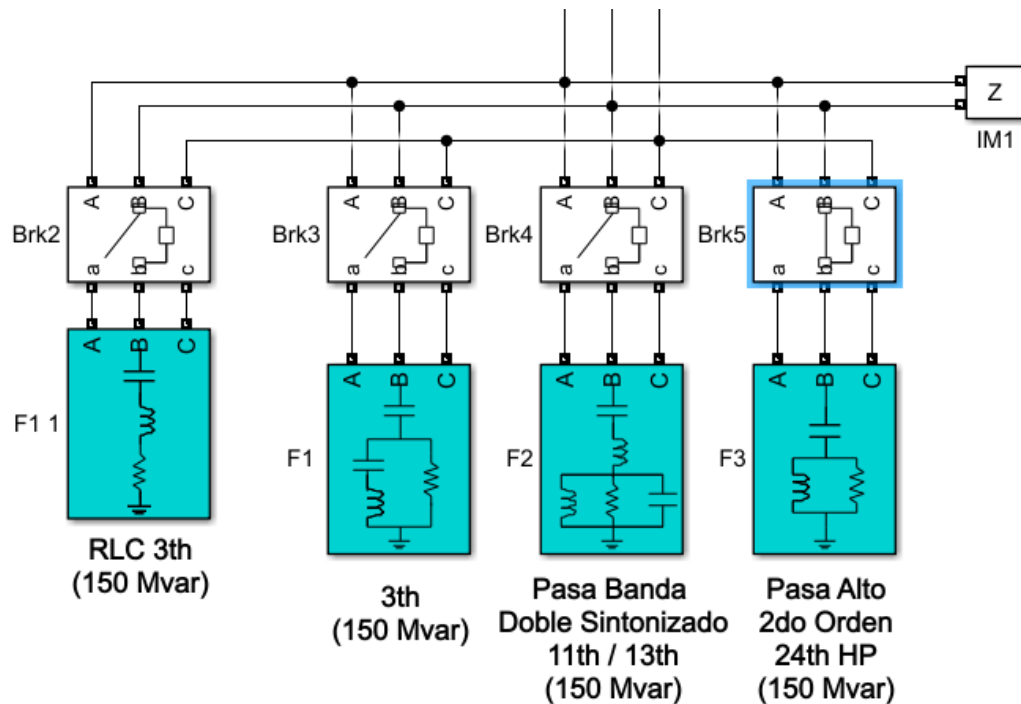 Z
IM1
A B C
A B C
A B C
A B C
Brk2
Brk3
Brk4
Brk5
a b c
a b c
a b c
a b c
A B C
A B C
A B C
A B C
F1 1
F1
F2
F3
RLC 3th
(150 Mvar)
3th
(150 Mvar)
Pasa Banda
Doble Sintonizado
11th / 13th
(150 Mvar)
Pasa Alto
2do Orden
24th HP
(150 Mvar)